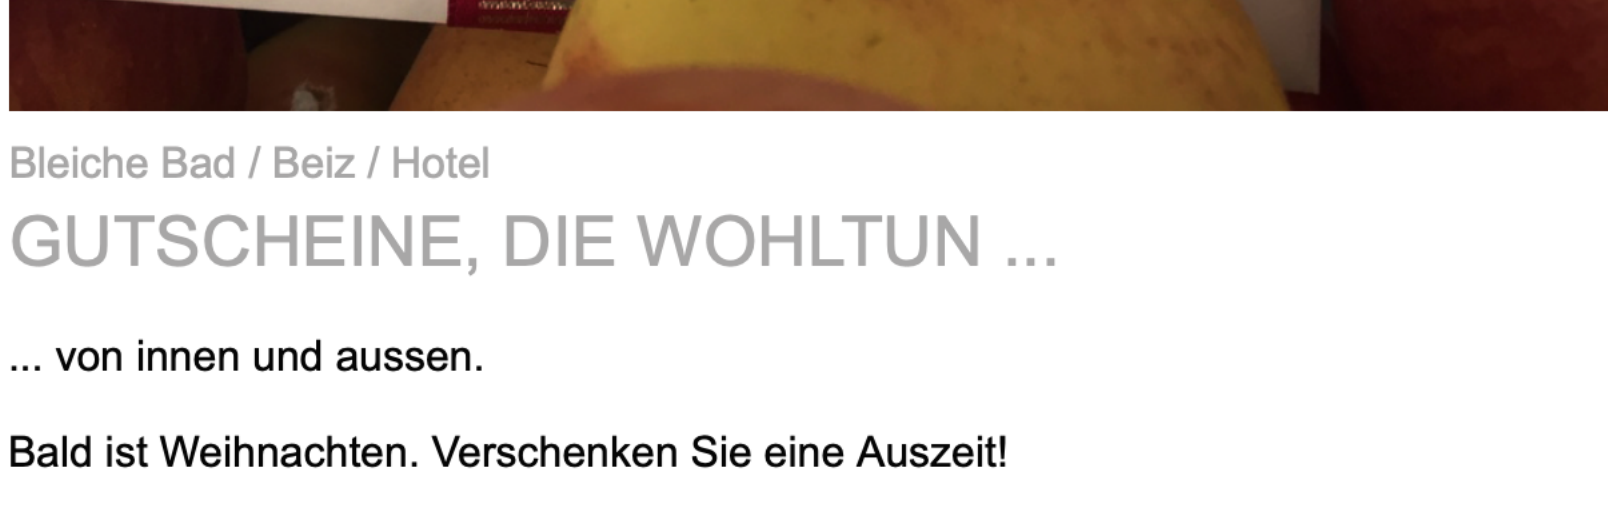 Bleiche Bad / Beiz / Hotel
GUTSCHEINE, DIE WOHLTUN ...
... von innen und aussen.
Bald ist Weihnachten. Verschenken Sie eine Auszeit!